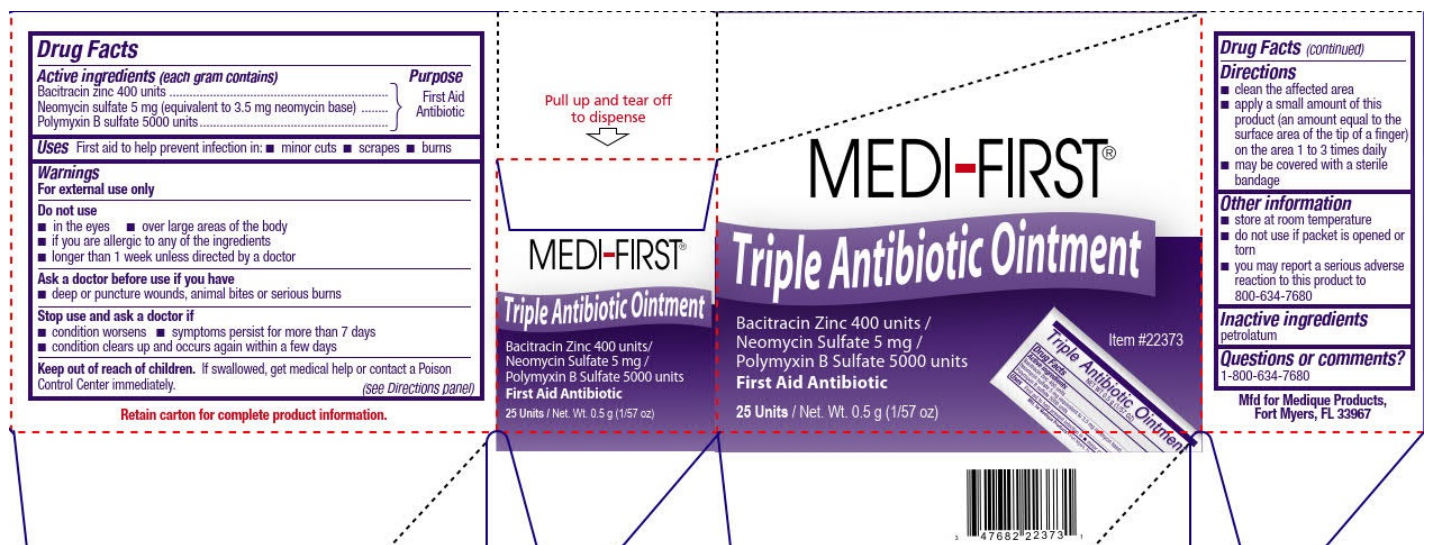 Drug Facts
Active ingredients (each gram contains) Purpose
Bacitracin zinc 400 units
Neomycin sulfate 5 mg (equivalent to 3.5 mg neomycin base)
Polymyxin B sulfate 5000 units
First Aid
Antibiotic
Uses First aid to help prevent infection in: ■ minor cuts ■ scrapes ■ burns
Warnings
For external use only
Do not use
■ in the eyes ■ over large areas of the body
■ if you are allergic to any of the ingredients
■ longer than 1 week unless directed by a doctor
Ask a doctor before use if you have
■ deep or puncture wounds, animal bites or serious burns
Stop use and ask a doctor if
■ condition worsens ■ symptoms persist for more than 7 days
■ condition clears up and occurs again within a few days
Keep out of reach of children. If swallowed, get medical help or contact a Poison
Control Center immediately. (see Directions panel)
Retain carton for complete product information.
Pull up and tear off
to dispense
MEDI-FIRST®
Triple Antibiotic Ointment
Bacitracin Zinc 400 units/
Neomycin Sulfate 5 mg /
Polymyxin B Sulfate 5000 units
First Aid Antibiotic
25 Units / Net. Wt. 0.5 g (1/57 oz)
MEDI-FIRST®
Triple Antibiotic Ointment
Bacitracin Zinc 400 units /
Neomycin Sulfate 5 mg /
Polymyxin B Sulfate 5000 units
First Aid Antibiotic
25 Units / Net. Wt. 0.5 g (1/57 oz)
Item #22373
Triple Antibiotic Ointment
NET WT 0.5 g (1/57 oz)
Drug Facts
3 47682 22373 1
Drug Facts (continued)
Directions
■ clean the affected area
■ apply a small amount of this
product (an amount equal to the
surface area of the tip of a finger)
on the area 1 to 3 times daily
■ may be covered with a sterile
bandage
Other information
■ store at room temperature
■ do not use if packet is opened or
torn
■ you may report a serious adverse
reaction to this product to
800-634-7680
Inactive ingredients
petrolatum
Questions or comments?
1-800-634-7680
Mfd for Medique Products,
Fort Myers, FL 33967